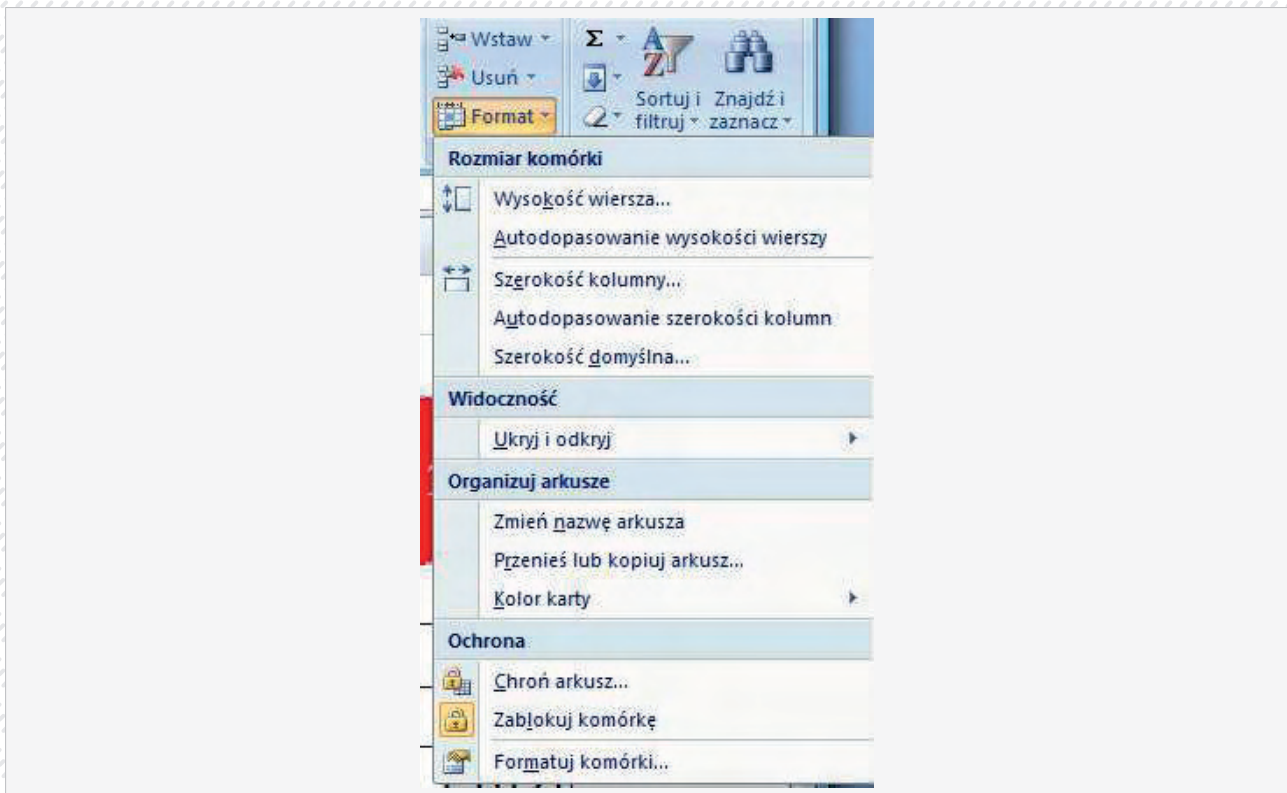 Wstaw
Σ
Usuń
Sortuj i filtruj
Znajdź i zaznacz
Format
Rozmiar komórki
Wysokość wiersza...
Autodopasowanie wysokości wierszy
Szerokość kolumny...
Autodopasowanie szerokości kolumn
Szerokość domyślna...
Widoczność
Ukryj i odkryj
Organizuj arkusze
Zmień nazwę arkusza
Przenieś lub kopiuj arkusz...
Kolor karty
Ochrona
Chroń arkusz...
Zablokuj komórkę
Formatuj komórki...